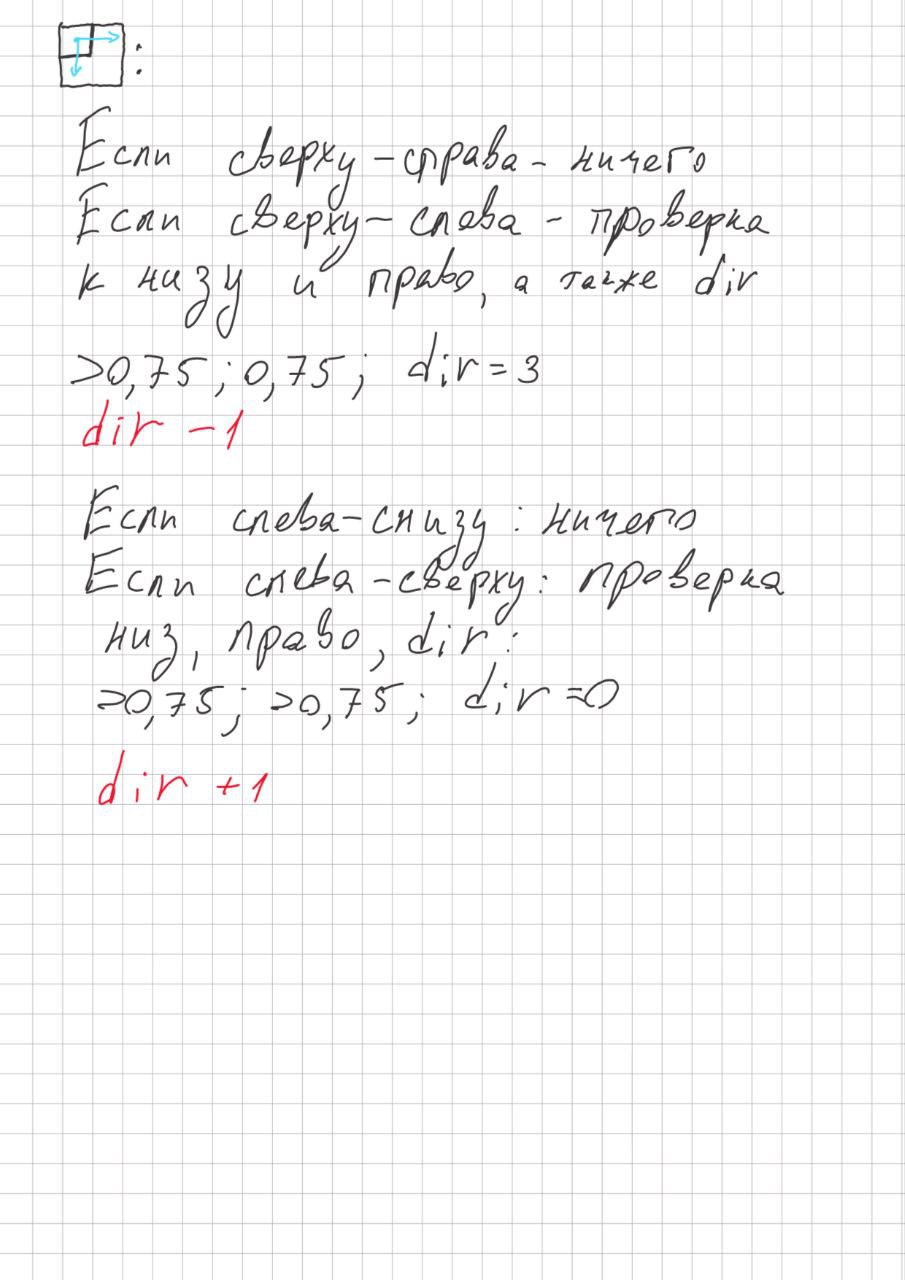 :
Если сверху-справа - ничего
Если сверху-слева - проверка
к низу и право, а также dir
>0,75 ; 0,75 ; dir = 3
dir - 1
Если слева-снизу : ничего
Если слева-сверху : проверка
низ, право, dir :
>0,75 ; >0,75 ; dir = 0
dir + 1